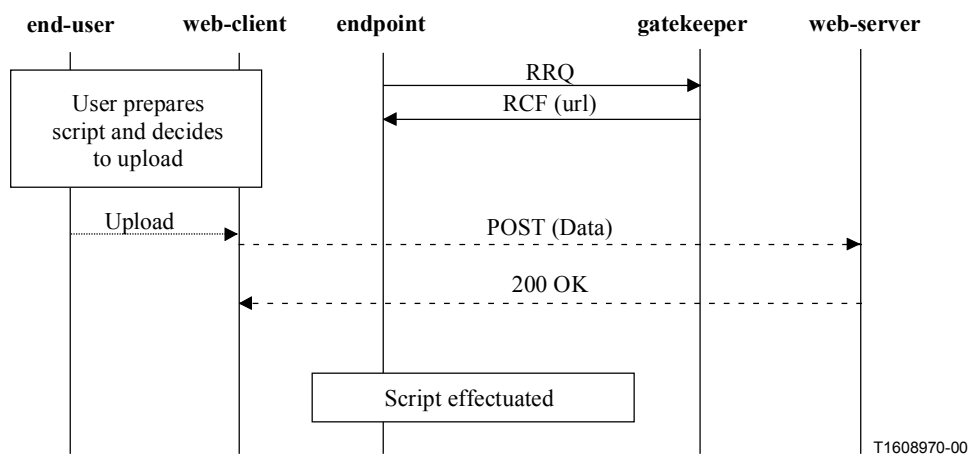 end-user web-client endpoint gatekeeper web-server
RRQ
RCF (url)
User prepares
script and decides
to upload
Upload
POST (Data)
200 OK
Script effectuated
T1608970-00